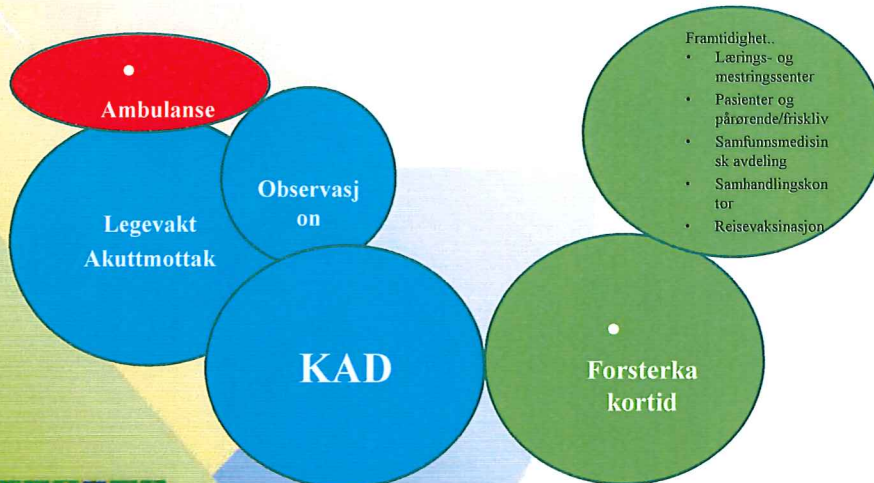 Ambulanse
Legevakt
Akuttmottak
Observasj
on
KAD
Forsterka
kortid
Framtidighet..
• Lærings- og
mestringssenter
• Pasienter og
pårørende/friskliv
• Samfunnsmedisin
sk avdeling
• Samhandlingskon
tor
• Reisevaksinasjon